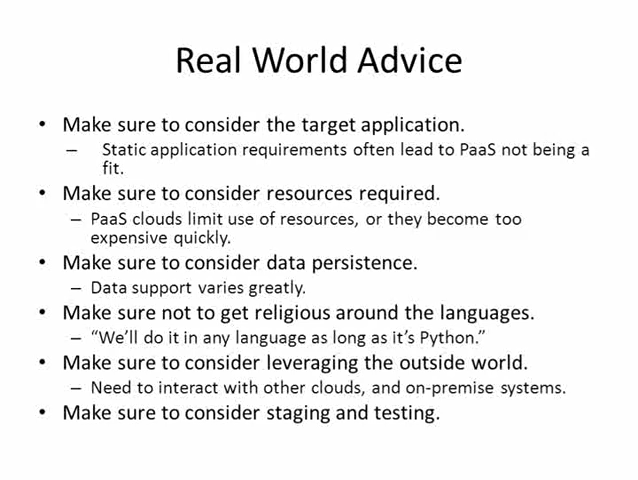 Real World Advice
• Make sure to consider the target application.
– Static application requirements often lead to PaaS not being a
fit.
• Make sure to consider resources required.
– PaaS clouds limit use of resources, or they become too
expensive quickly.
• Make sure to consider data persistence.
– Data support varies greatly.
• Make sure not to get religious around the languages.
– “We’ll do it in any language as long as it’s Python.”
• Make sure to consider leveraging the outside world.
– Need to interact with other clouds, and on-premise systems.
• Make sure to consider staging and testing.